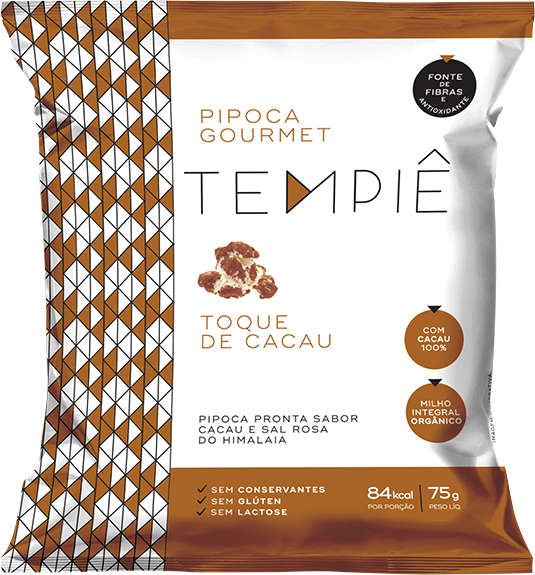 FONTE
DE
FIBRAS
E
ANTIOXIDANTE
PIPOCA
GOURMET
TEMPIÊ
TOQUE
DE CACAU
COM
CACAU
100%
MILHO
INTEGRAL
ORGÂNICO
PIPOCA PRONTA SABOR
CACAU E SAL ROSA
DO HIMALAIA
SEM CONSERVANTES
SEM GLÚTEN
SEM LACTOSE
84kcal
POR PORÇÃO
75g
PESO LÍQ.